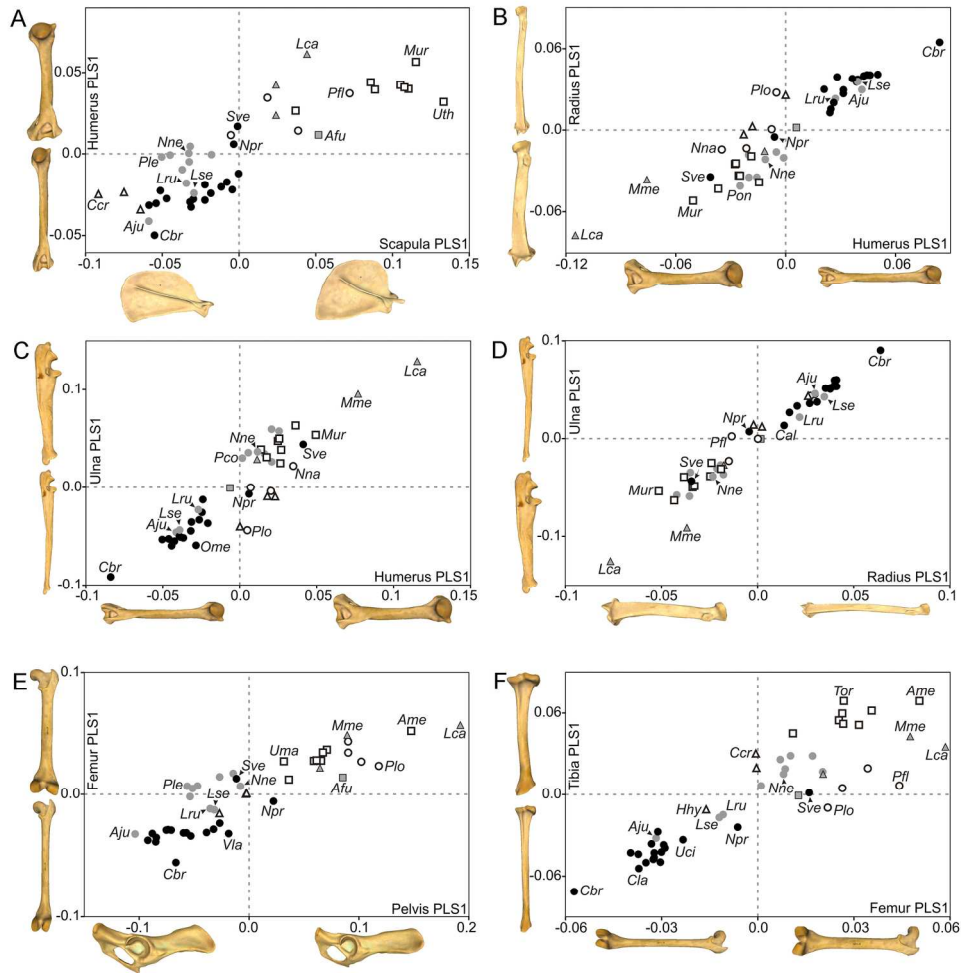 A
Humerus PLS1
0.05
0.0
-0.05
Lca
Mur
Pfl
Uth
Sve
Afu
Nne
Npr
Ple
Lru
Lse
Ccr
Aju
Cbr
Scapula PLS1
-0.1
-0.05
0.0
0.05
0.1
0.15
B
Radius PLS1
0.06
0.0
-0.06
Cbr
Plo
Lse
Lru
Aju
Npr
Nna
Nne
Sve
Pon
Mme
Mur
Lca
Humerus PLS1
-0.12
-0.06
0.0
0.06
C
Ulna PLS1
0.1
0.0
-0.1
Lca
Mme
Nne
Mur
Pco
Sve
Nna
Npr
Lru
Lse
Plo
Aju
Ome
Cbr
Humerus PLS1
-0.1
-0.05
0.0
0.05
0.1
0.15
D
Ulna PLS1
0.1
0.0
-0.1
Cbr
Aju
Lse
Npr
Lru
Pfl
Cal
Sve
Mur
Nne
Mme
Lca
Radius PLS1
-0.1
-0.05
0.0
0.05
0.1
E
Femur PLS1
0.1
0.0
-0.1
Mme
Ame
Lca
Uma
Sve
Plo
Ple
Nne
Afu
Lse
Lru
Npr
Aju
Vla
Cbr
Pelvis PLS1
-0.1
0.0
0.1
0.2
F
Tibia PLS1
0.06
0.0
-0.06
Tor
Ame
Mme
Ccr
Lca
Nne
Pfl
Hhy
Lru
Sve
Plo
Lse
Npr
Aju
Uci
Cla
Cbr
Femur PLS1
-0.06
-0.03
0.0
0.03
0.06